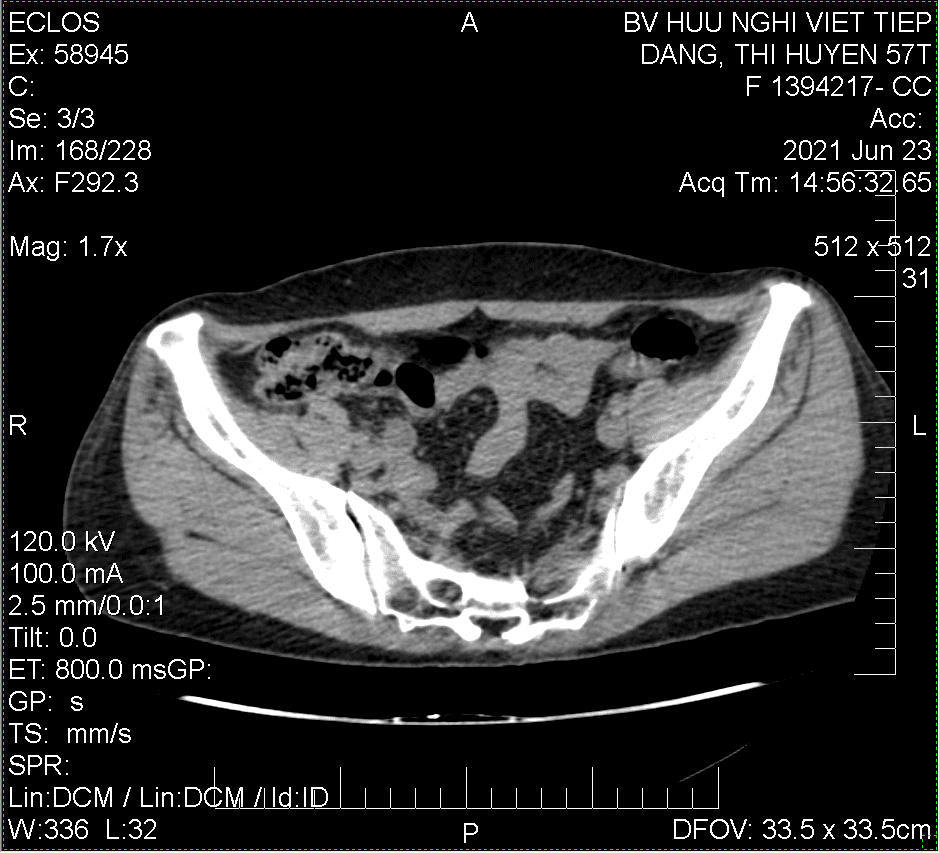 ECLOS
Ex: 58945
C:
Se: 3/3
Im: 168/228
Ax: F292.3
Mag: 1.7x
A
BV HUU NGHI VIET TIEP
DANG, THI HUYEN 57T
F 1394217- CC
Acc:
2021 Jun 23
Acq Tm: 14:56:32.65
512 x 512
31
R
L
120.0 kV
100.0 mA
2.5 mm/0.0:1
Tilt: 0.0
ET: 800.0 msGP:
GP: s
TS: mm/s
SPR:
Lin:DCM / Lin:DCM / Id:ID
W:336 L:32
P
DFOV: 33.5 x 33.5cm